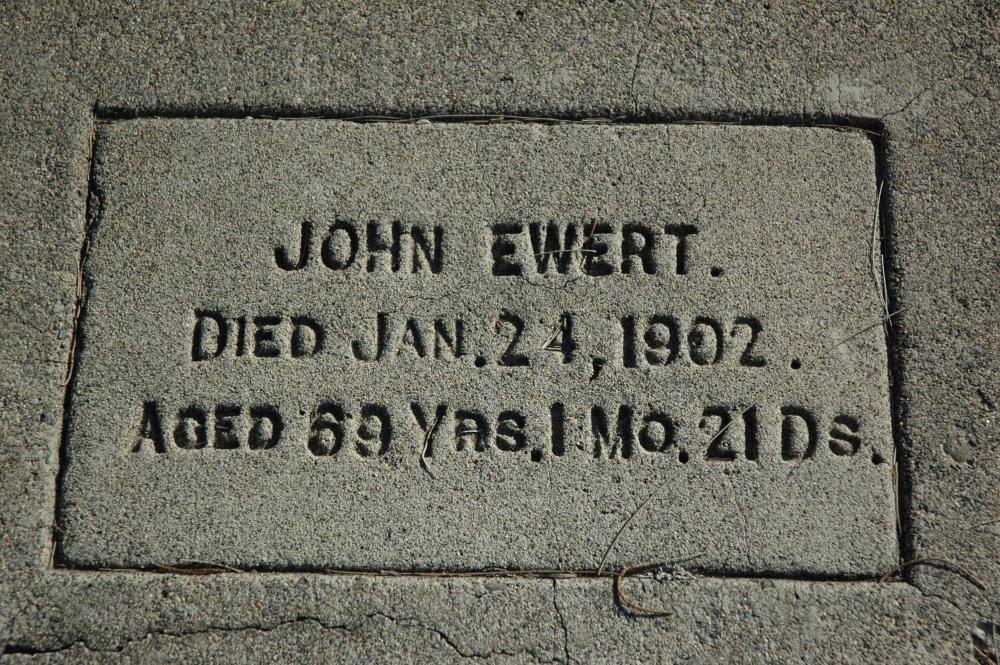 JOHN EWERT.
DIED JAN. 24, 1902.
AGED 69 YRS. 1 MO. 21 DS.